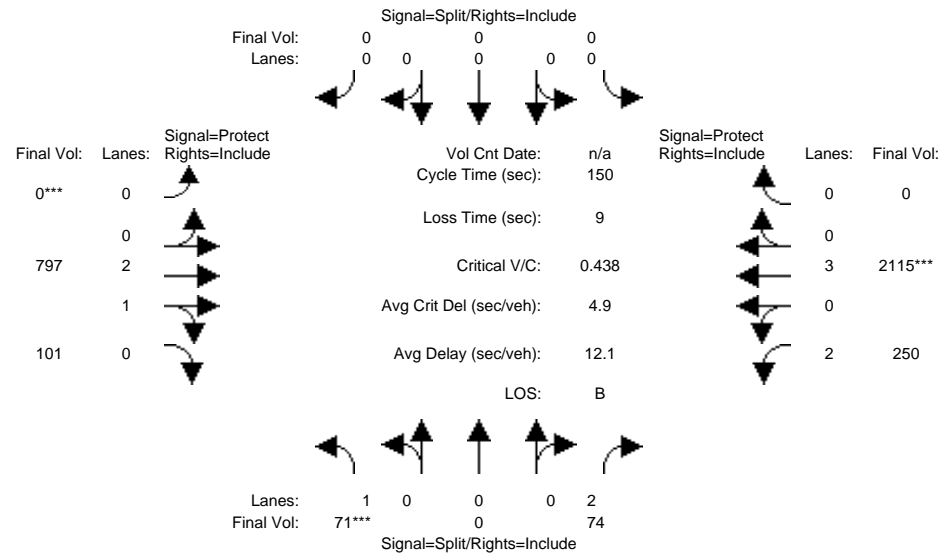 Signal=Split/Rights=Include
Final Vol: 0 0 0
Lanes: 0 0 0 0 0
Signal=Protect Signal=Protect
Final Vol: Lanes: Rights=Include Vol Cnt Date: n/a Rights=Include Lanes: Final Vol:
Cycle Time (sec): 150
0*** 0 0 0
Loss Time (sec): 9
0 0
797 2 Critical V/C: 0.438 3 2115***
1 Avg Crit Del (sec/veh): 4.9 0
101 0 Avg Delay (sec/veh): 12.1 2 250
LOS: B
Lanes: 1 0 0 0 2
Final Vol: 71*** 0 74
Signal=Split/Rights=Include